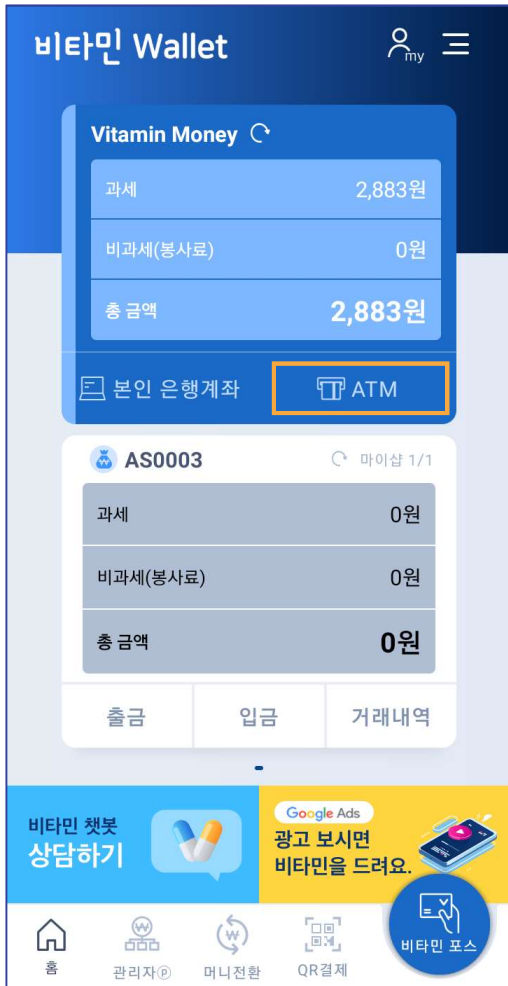 비타민 Wallet
my
Vitamin Money
과세 2,883원
비과세(봉사료) 0원
총 금액 2,883원
본인 은행계좌 ATM
AS0003 마이샵 1/1
과세 0원
비과세(봉사료) 0원
총 금액 0원
출금 입금 거래내역
비타민 챗봇
상담하기
Google Ads
광고 보시면
비타민을 드려요.
비타민 포스
홈 관리자ⓟ 머니전환 QR결제